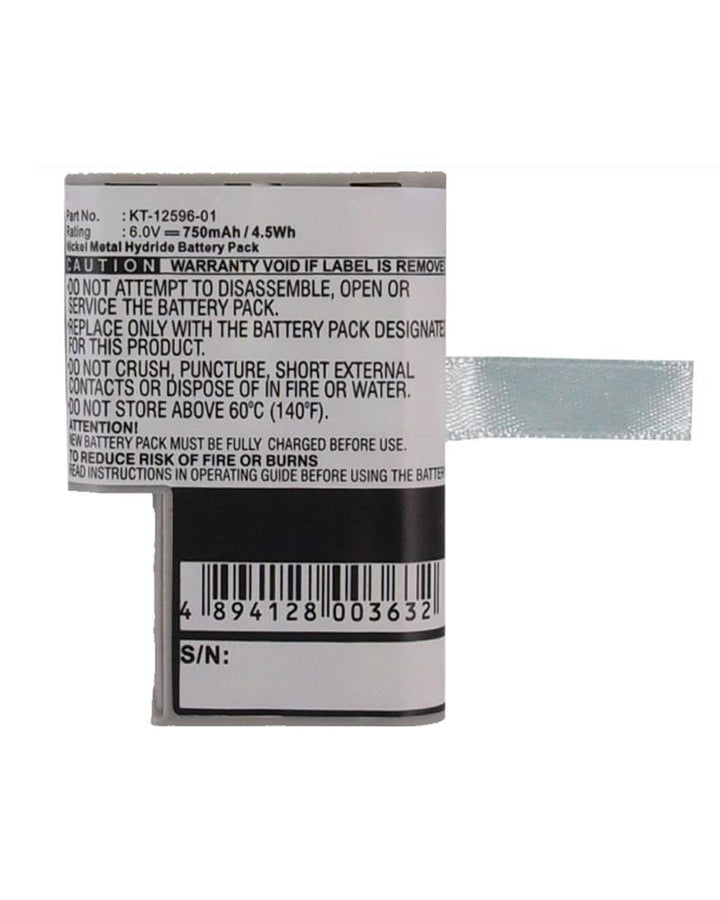 Part No. : KT-12596-01
Rating : 6.0V ⎓ 750mAh / 4.5Wh
Nickel Metal Hydride Battery Pack
CAUTION WARRANTY VOID IF LABEL IS REMOVE
·DO NOT ATTEMPT TO DISASSEMBLE, OPEN OR
SERVICE THE BATTERY PACK.
·REPLACE ONLY WITH THE BATTERY PACK DESIGNATE
FOR THIS PRODUCT.
·DO NOT CRUSH, PUNCTURE, SHORT EXTERNAL
CONTACTS OR DISPOSE OF IN FIRE OR WATER.
·DO NOT STORE ABOVE 60°C (140°F).
ATTENTION!
NEW BATTERY PACK MUST BE FULLY CHARGED BEFORE USE.
TO REDUCE RISK OF FIRE OR BURNS
READ INSTRUCTIONS IN OPERATING GUIDE BEFORE USING THE BATTER
4 894128 003632
S/N: